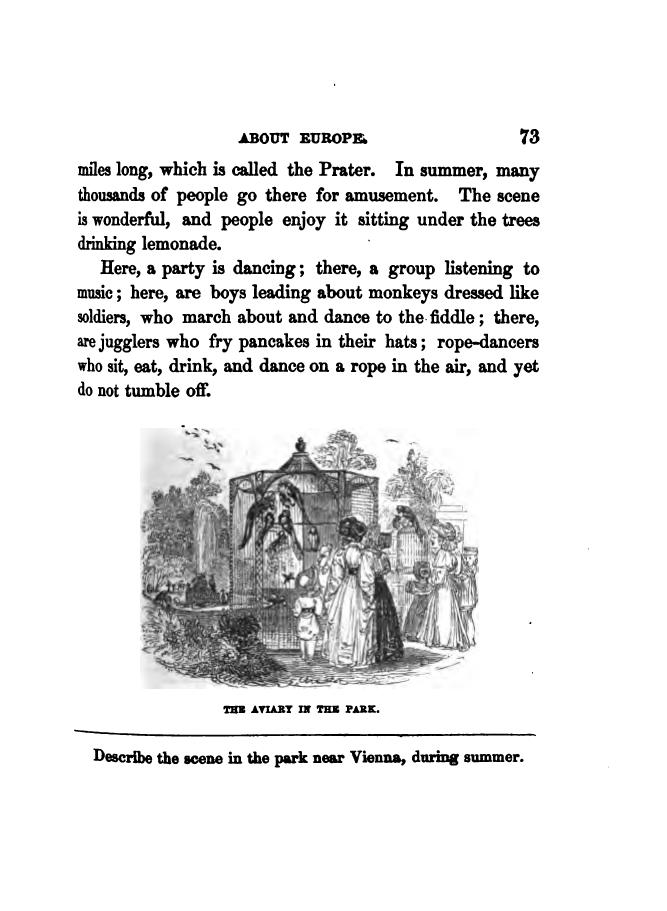 ABOUT EUROPE. 73
miles long, which is called the Prater. In summer, many
thousands of people go there for amusement. The scene
is wonderful, and people enjoy it sitting under the trees
drinking lemonade.
Here, a party is dancing; there, a group listening to
music; here, are boys leading about monkeys dressed like
soldiers, who march about and dance to the fiddle; there,
are jugglers who fry pancakes in their hats; rope-dancers
who sit, eat, drink, and dance on a rope in the air, and yet
do not tumble off.
THE AVIARY IN THE PARK.
Describe the scene in the park near Vienna, during summer.